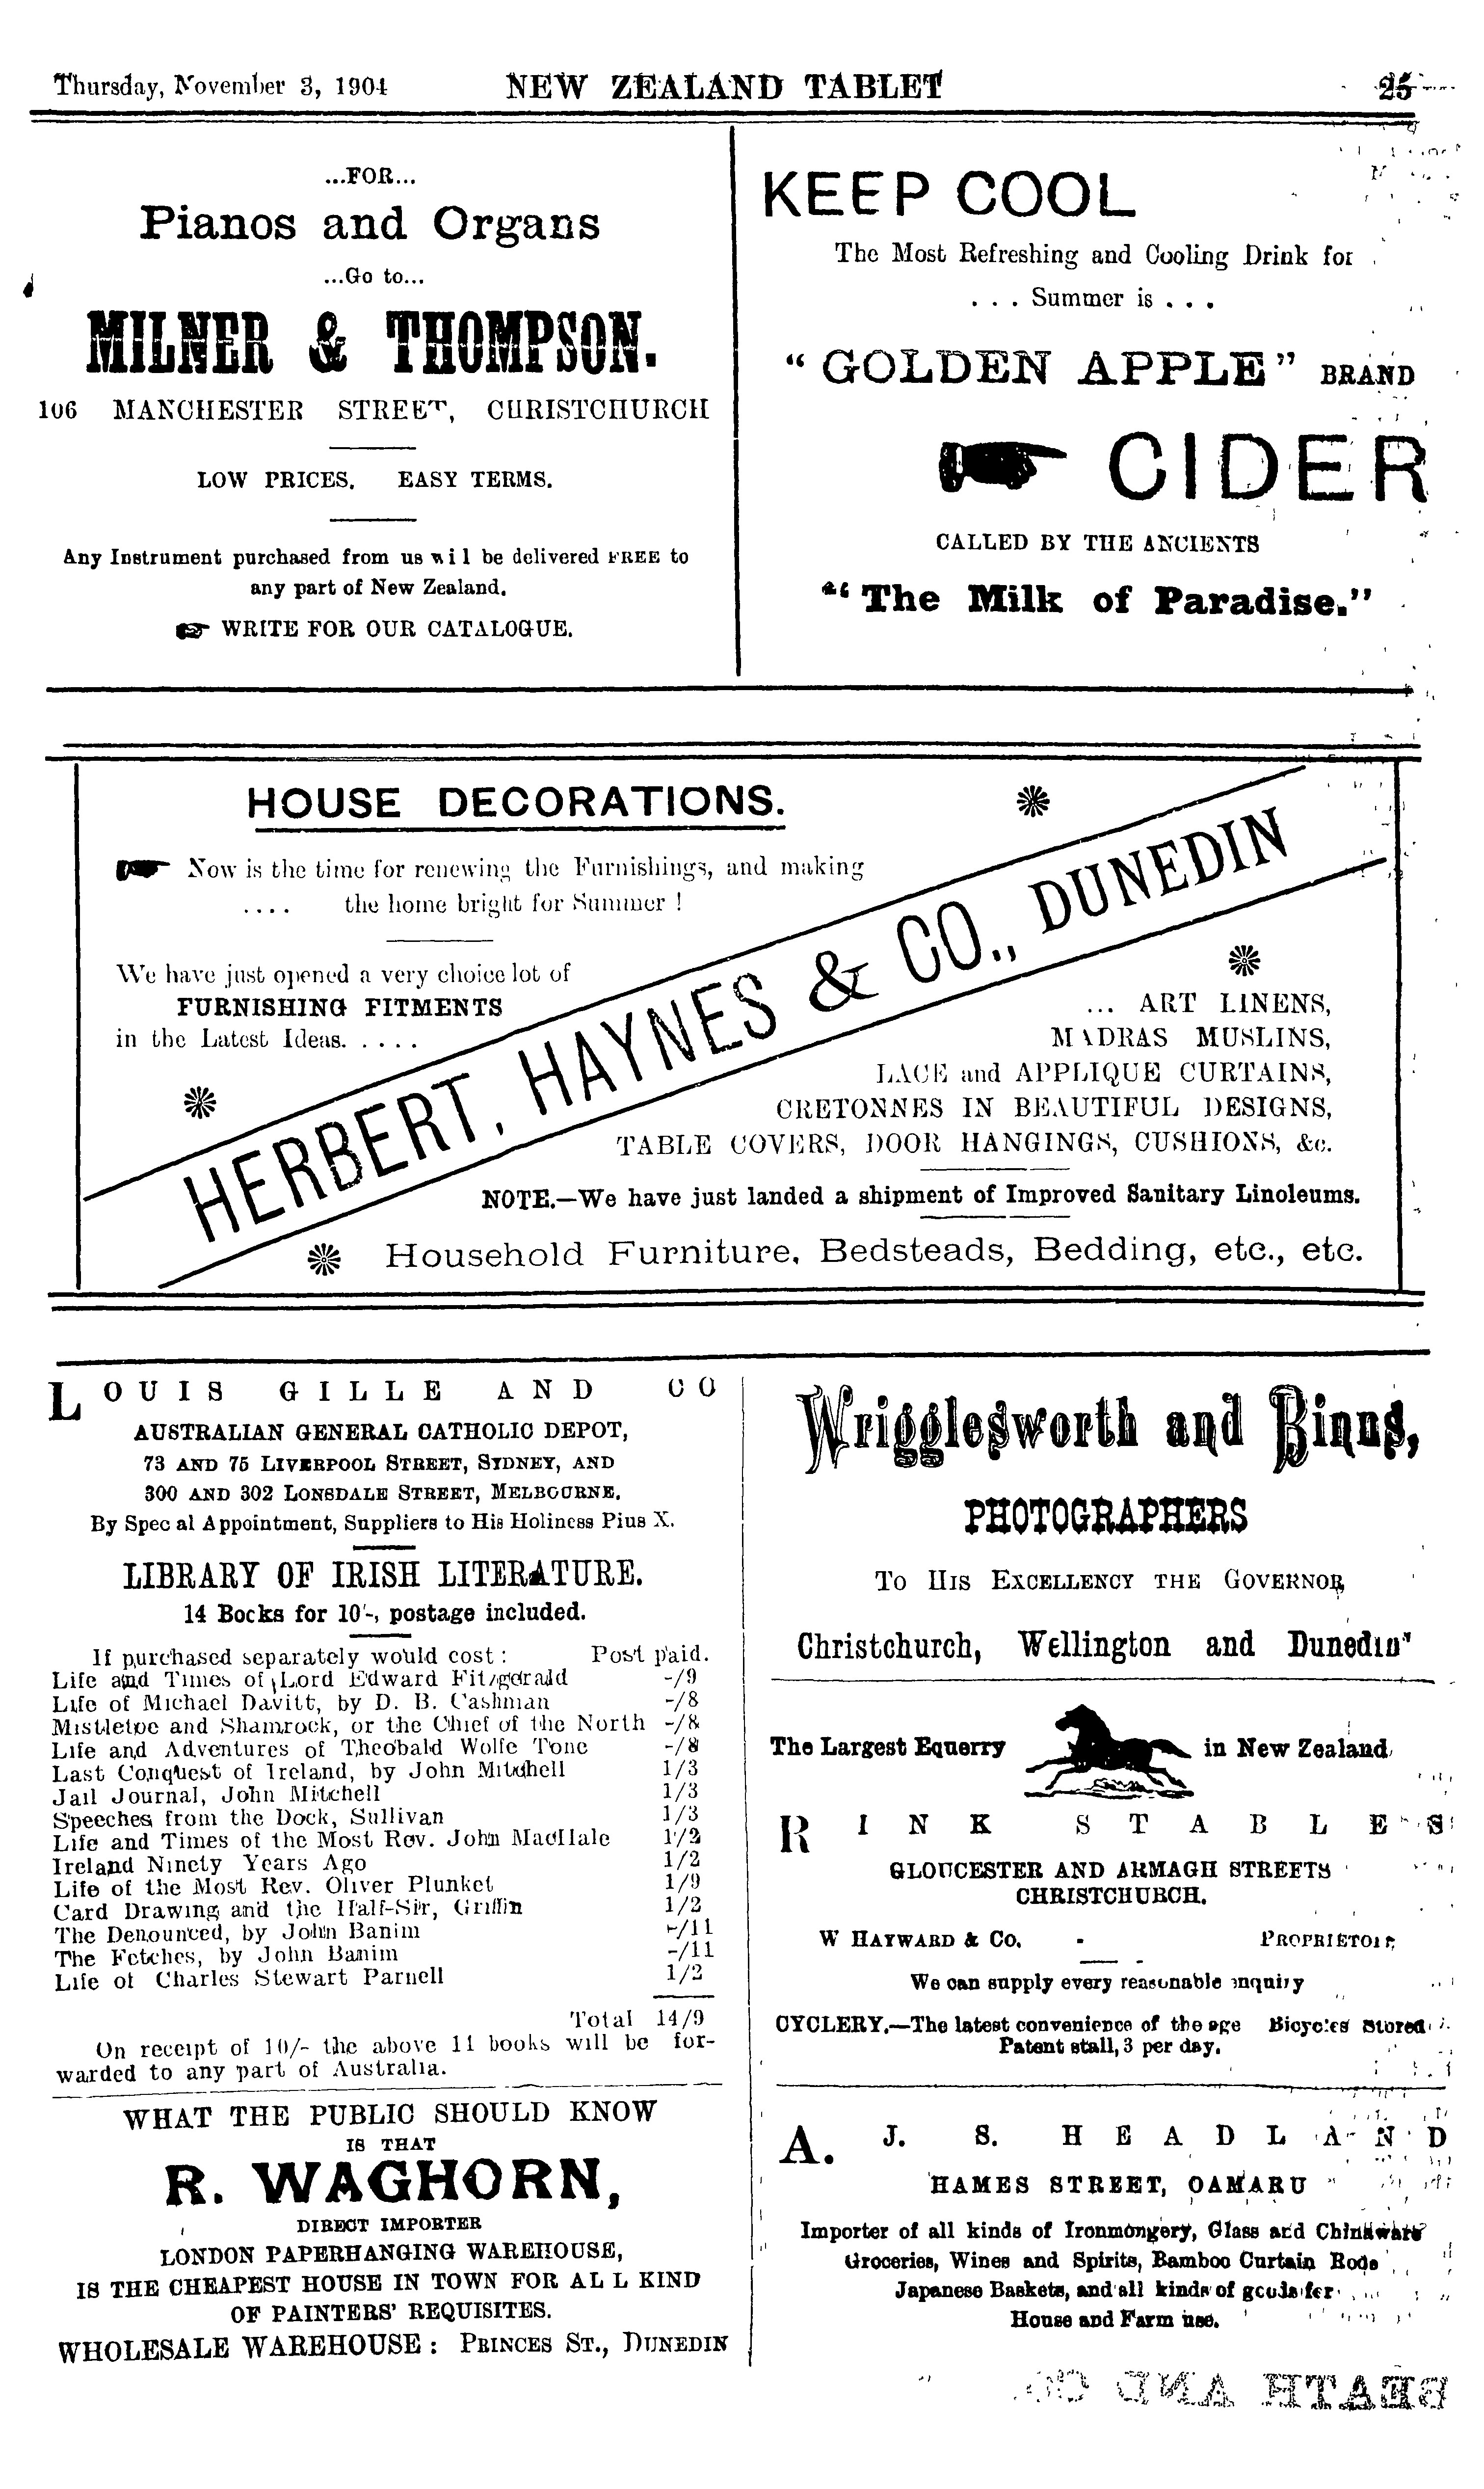 Thursday, November 3, 1904 NEW ZEALAND TABLET 25
...FOR...
Pianos and Organs
...Go to...
MILNER & THOMPSON.
106 MANCHESTER STREET, CHRISTCHURCH
LOW PRICES. EASY TERMS.
Any Instrument purchased from us wil be delivered FREE to
any part of New Zealand.
WRITE FOR OUR CATALOGUE.
KEEP COOL
The Most Refreshing and Cooling Drink for
. . . Summer is . . .
"GOLDEN APPLE" BRAND
CIDER
CALLED BY THE ANCIENTS
"The Milk of Paradise."
HOUSE DECORATIONS.
Now is the time for renewing the Furnishings, and making
.... the home bright for Summer !
We have just opened a very choice lot of
FURNISHING FITMENTS
in the Latest Ideas. . . . .
HERBERT, HAYNES & CO., DUNEDIN
... ART LINENS,
MADRAS MUSLINS,
LACE and APPLIQUE CURTAINS,
CRETONNES IN BEAUTIFUL DESIGNS,
TABLE COVERS, DOOR HANGINGS, CUSHIONS, &c.
NOTE.—We have just landed a shipment of Improved Sanitary Linoleums.
Household Furniture, Bedsteads, Bedding, etc., etc.
LOUIS GILLE AND CO
AUSTRALIAN GENERAL CATHOLIC DEPOT,
73 AND 75 LIVERPOOL STREET, SYDNEY, AND
300 AND 302 LONSDALE STREET, MELBOURNE.
By Special Appointment, Suppliers to His Holiness Pius X.
LIBRARY OF IRISH LITERATURE.
14 Books for 10/-, postage included.
If purchased separately would cost : Post paid.
Life and Times of Lord Edward Fitzgerald -/9
Life of Michael Davitt, by D. B. Cashman -/8
Mistletoe and Shamrock, or the Chief of the North -/8
Life and Adventures of Theobald Wolfe Tone -/8
Last Conquest of Ireland, by John Mitchell 1/3
Jail Journal, John Mitchell 1/3
Speeches from the Dock, Sullivan 1/3
Life and Times of the Most Rev. John MacHale 1/2
Ireland Ninety Years Ago 1/2
Life of the Most Rev. Oliver Plunket 1/9
Card Drawing and the Half-Sir, Griffin 1/2
The Denounced, by John Banim -/11
The Fetches, by John Banim -/11
Life of Charles Stewart Parnell 1/2
Total 14/9
On receipt of 10/- the above 11 books will be for-
warded to any part of Australia.
WHAT THE PUBLIC SHOULD KNOW
IS THAT
R. WAGHORN,
DIRECT IMPORTER
LONDON PAPERHANGING WAREHOUSE,
IS THE CHEAPEST HOUSE IN TOWN FOR ALL KIND
OF PAINTERS' REQUISITES.
WHOLESALE WAREHOUSE : PRINCES ST., DUNEDIN
Wrigglesworth and Binns,
PHOTOGRAPHERS
TO HIS EXCELLENCY THE GOVERNOR
Christchurch, Wellington and Dunedin
The Largest Equerry in New Zealand
RINK STABLES
GLOUCESTER AND ARMAGH STREETS
CHRISTCHURCH.
W HAYWARD & CO. - PROPRIETORS
We can supply every reasonable enquiry
CYCLERY.—The latest convenience of the age Bicycles Stored
Patent stall, 3 per day.
A. J. S. HEADLAND
THAMES STREET, OAMARU
Importer of all kinds of Ironmongery, Glass and Chinaware
Groceries, Wines and Spirits, Bamboo Curtain Rods
Japanese Baskets, and all kinds of goods for
House and Farm use.